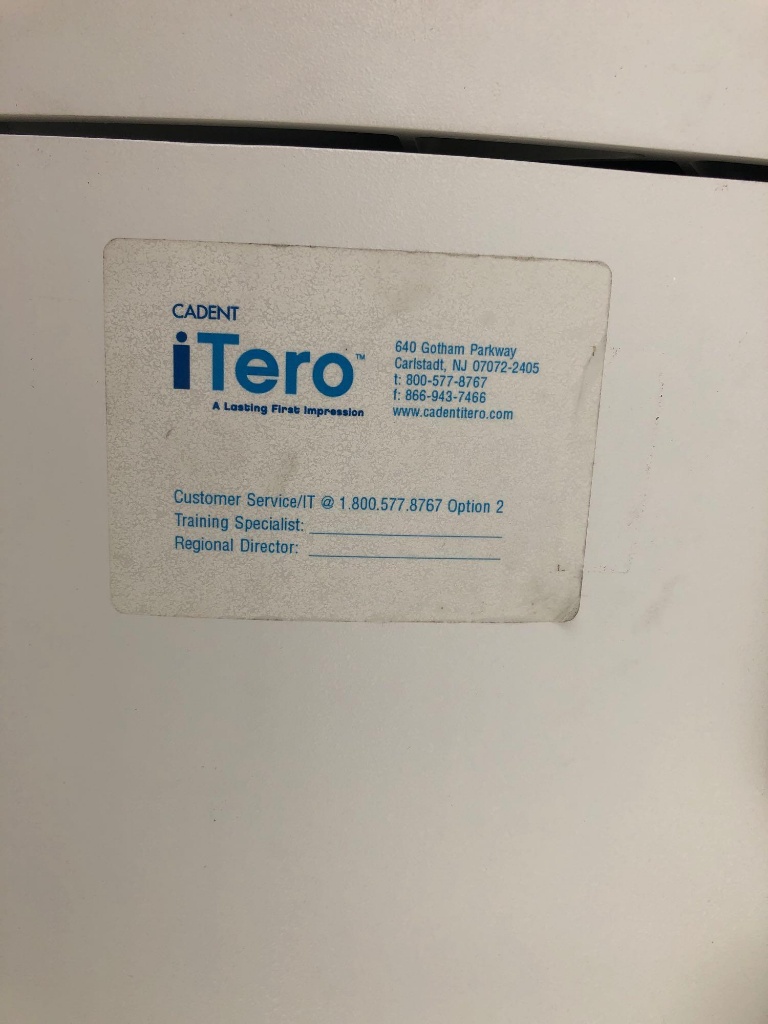 CADENT
iTero™
A Lasting First Impression
640 Gotham Parkway
Carlstadt, NJ 07072-2405
t: 800-577-8767
f: 866-943-7466
www.cadentitero.com
Customer Service/IT @ 1.800.577.8767 Option 2
Training Specialist:
Regional Director: